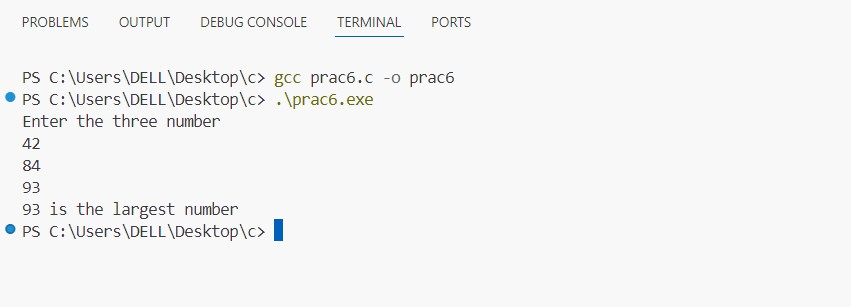 PROBLEMS OUTPUT DEBUG CONSOLE TERMINAL PORTS
PS C:\Users\DELL\Desktop\c> gcc prac6.c -o prac6
PS C:\Users\DELL\Desktop\c> .\prac6.exe
Enter the three number
42
84
93
93 is the largest number
PS C:\Users\DELL\Desktop\c>